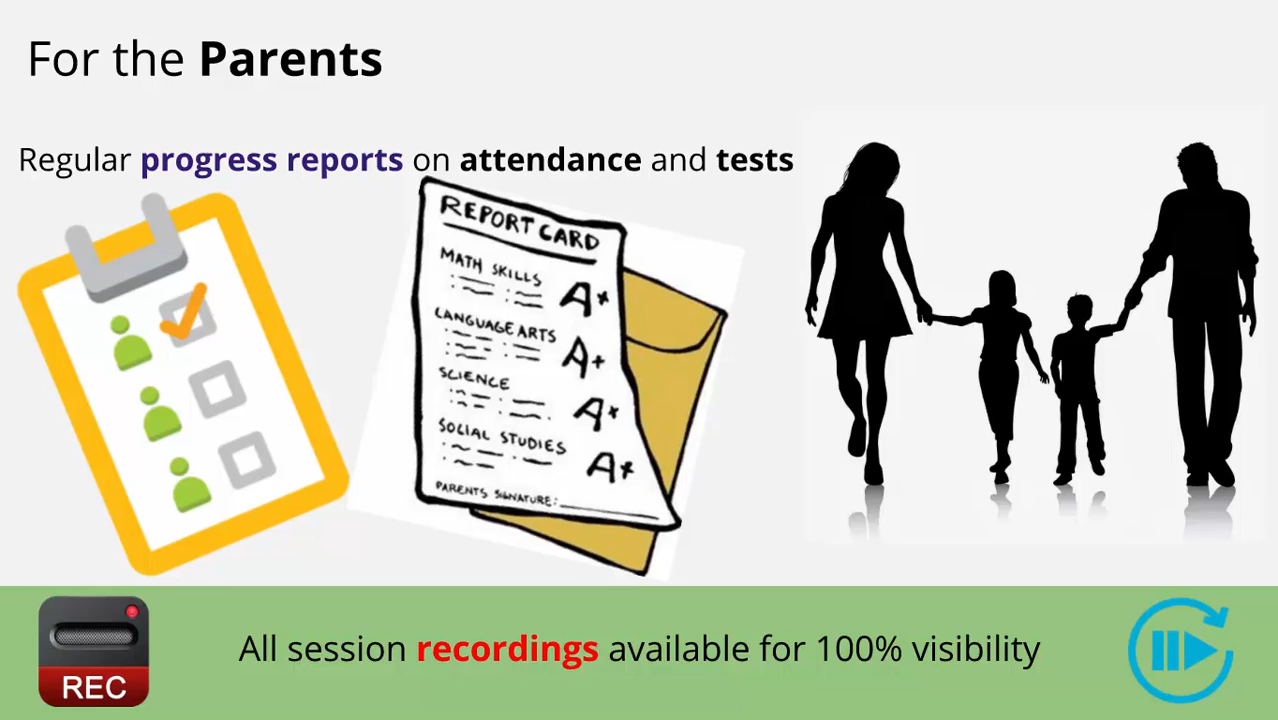 For the Parents
Regular progress reports on attendance and tests
REPORT CARD
MATH SKILLS
A+
LANGUAGE ARTS
A+
SCIENCE
A+
SOCIAL STUDIES
A+
PARENTS SIGNATURE:
All session recordings available for 100% visibility
REC